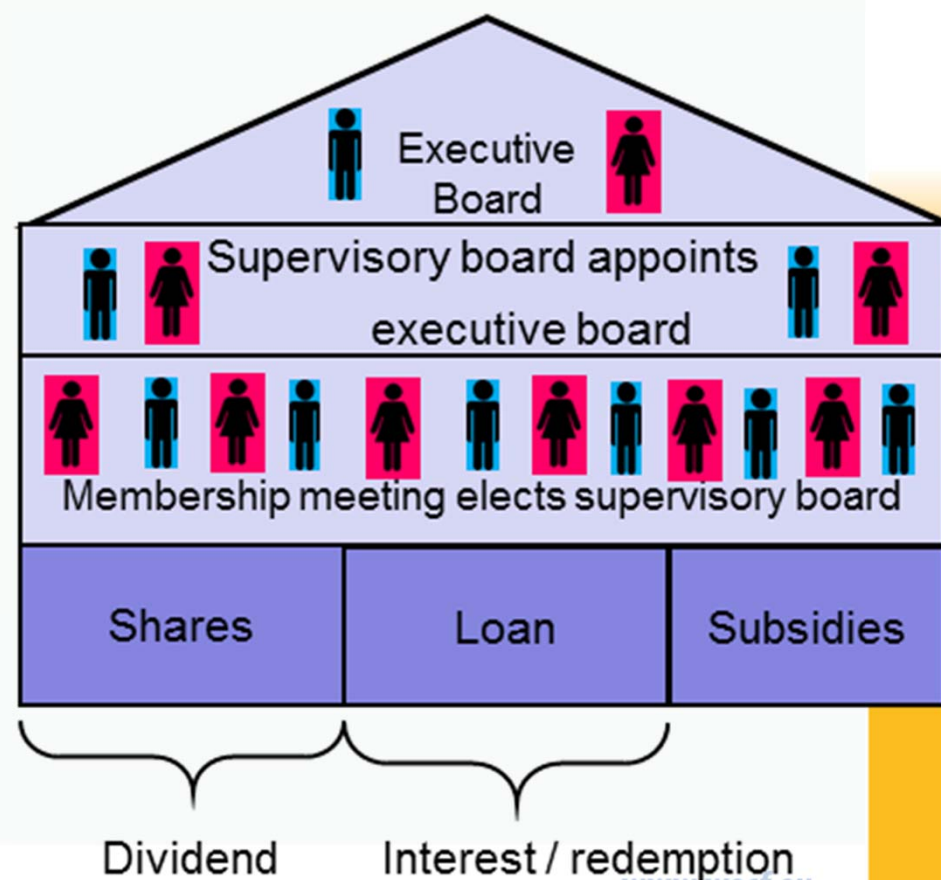 Executive
Board
Supervisory board appoints
executive board
Membership meeting elects supervisory board
Shares
Loan
Subsidies
Dividend
Interest / redemption